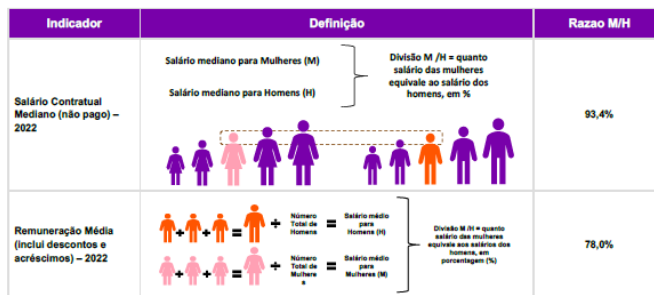 Indicador
Definição
Razao M/H
Salário Contratual
Mediano (não pago) –
2022
Salário mediano para Mulheres (M)
Salário mediano para Homens (H)
Divisão M /H = quanto
salário das mulheres
equivale ao salário dos
homens, em %
93,4%
Remuneração Média
(inclui descontos e
acréscimos) – 2022
+ + = ÷
Número
Total de
Homens
=
Salário médio
para
Homens (H)
+ + = ÷
Número
Total de
Mulhere
s
=
Salário médio
para
Mulheres (M)
Divisão M /H = quanto
salário das mulheres
equivale aos salários dos
homens, em
porcentagem (%)
78,0%